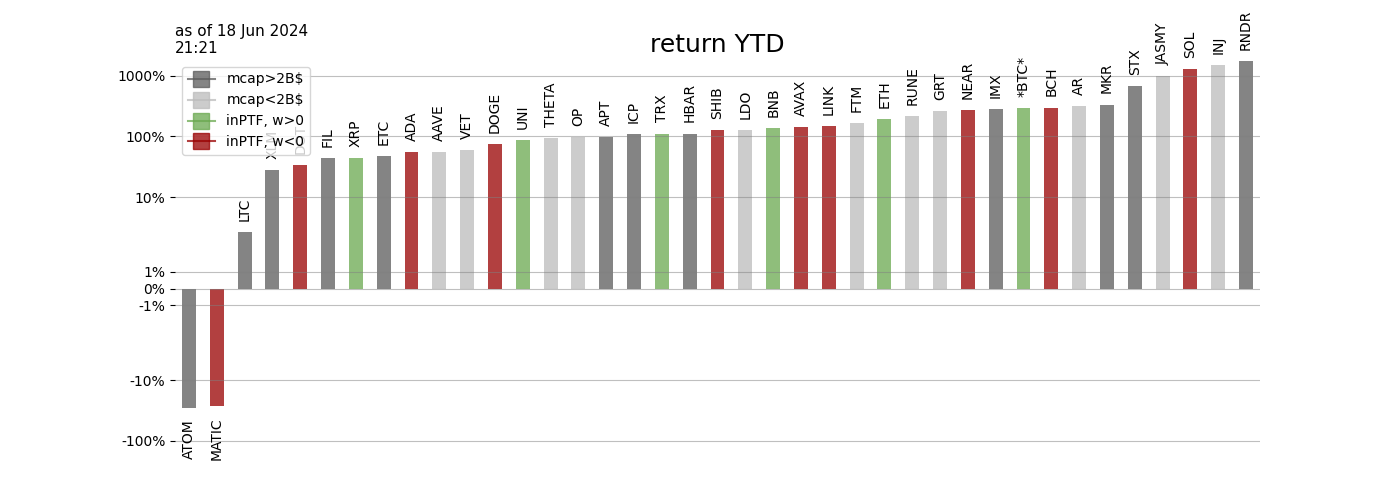 as of 18 Jun 2024
21:21
return YTD
mcap>2B$
mcap<2B$
inPTF, w>0
inPTF, w<0
1000%
100%
10%
1%
0%
-1%
-10%
-100%
ATOM
MATIC
LTC
XLM
DOT
FIL
XRP
ETC
ADA
AAVE
VET
DOGE
UNI
THETA
OP
APT
ICP
TRX
HBAR
SHIB
LDO
BNB
AVAX
LINK
FTM
ETH
RUNE
GRT
NEAR
IMX
*BTC*
BCH
AR
MKR
STX
JASMY
SOL
INJ
RNDR